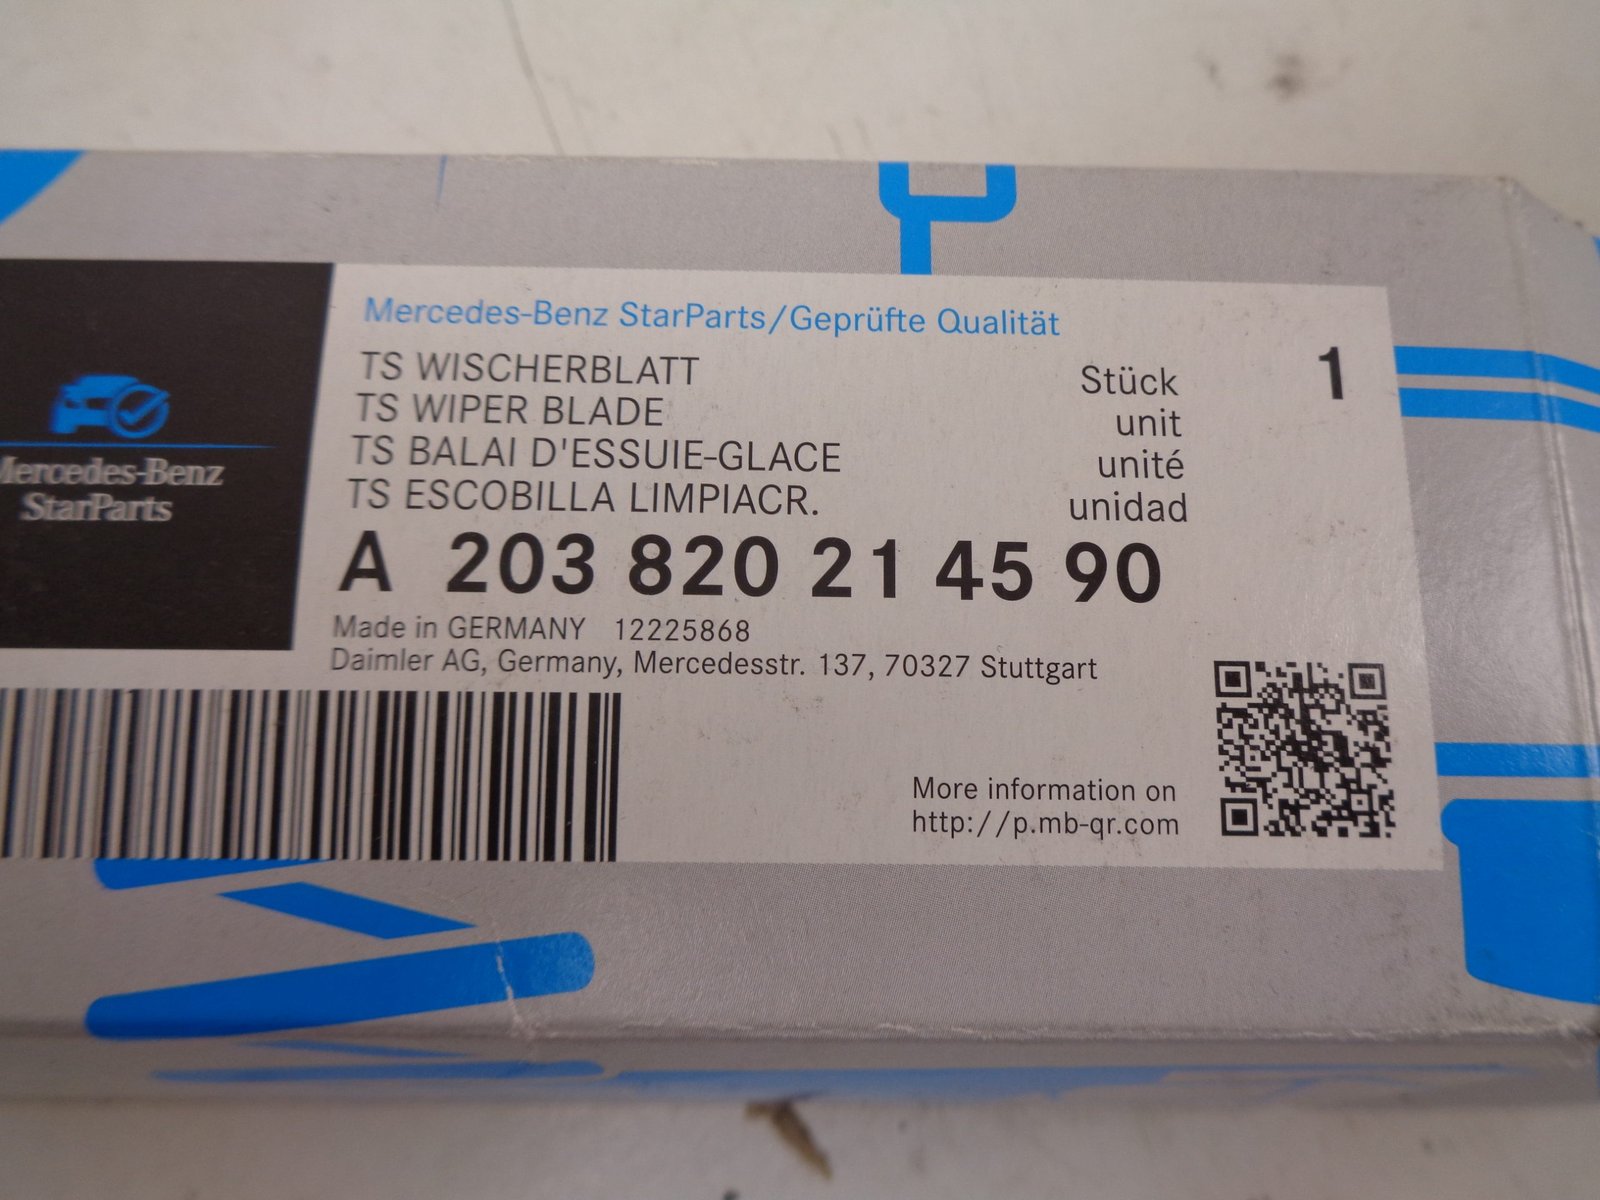 Mercedes-Benz StarParts/Geprüfte Qualität
TS WISCHERBLATT Stück 1
TS WIPER BLADE unit
TS BALAI D'ESSUIE-GLACE unité
TS ESCOBILLA LIMPIACR. unidad
A 203 820 21 45 90
Made in GERMANY 12225868
Daimler AG, Germany, Mercedesstr. 137, 70327 Stuttgart
More information on
http://p.mb-qr.com
Mercedes-Benz
StarParts